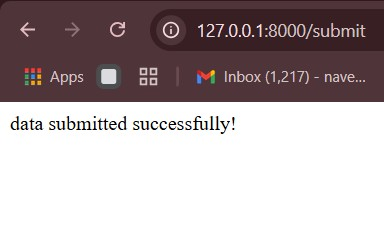 127.0.0.1:8000/submit
Apps
Inbox (1,217) - nave...
data submitted successfully!